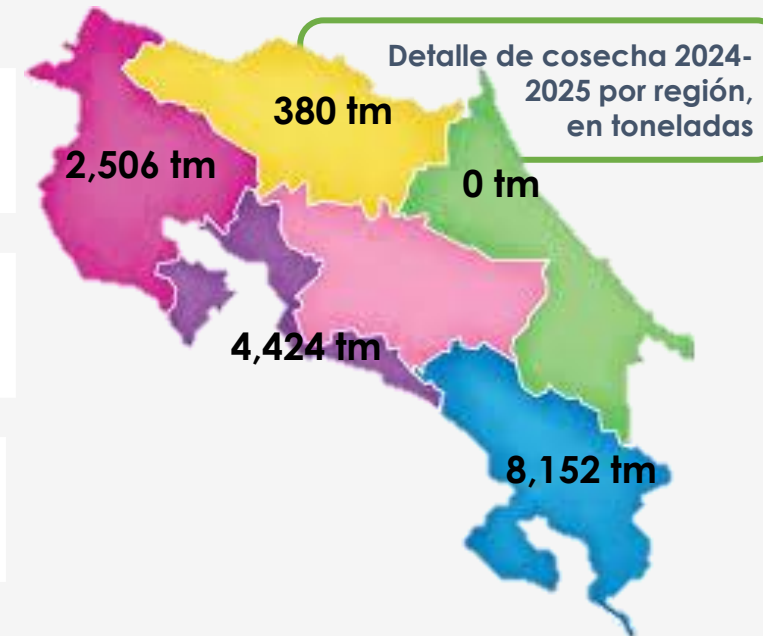 Detalle de cosecha 2024-
2025 por región,
en toneladas
380 tm
2,506 tm
0 tm
4,424 tm
8,152 tm